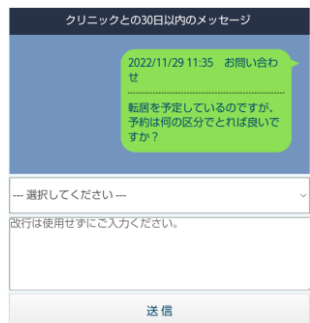 クリニックとの30日以内のメッセージ
2022/11/29 11:35　お問い合わ
せ
転居を予定しているのですが、
予約は何の区分でとれば良いで
すか？
--- 選択してください ---
改行は使用せずにご入力ください。
送信